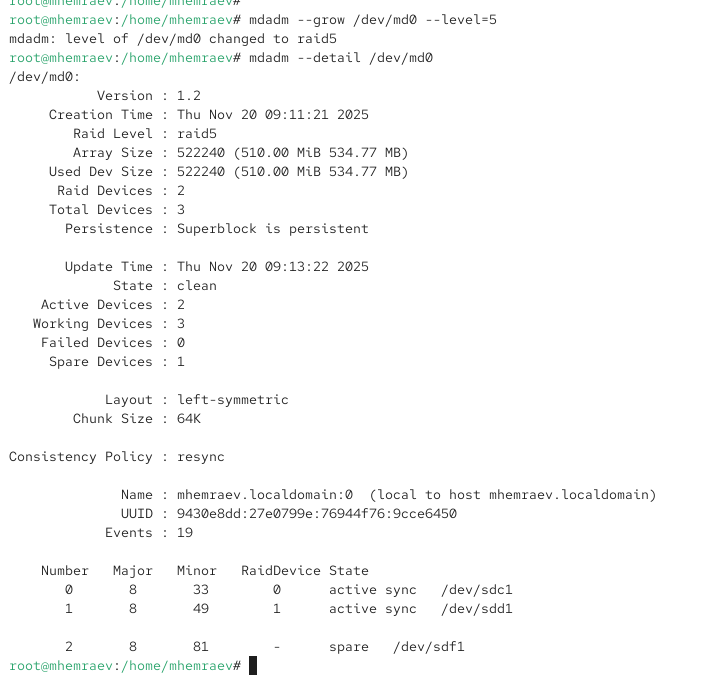 root@mhemraev:/home/mhemraev#
root@mhemraev:/home/mhemraev# mdadm --grow /dev/md0 --level=5
mdadm: level of /dev/md0 changed to raid5
root@mhemraev:/home/mhemraev# mdadm --detail /dev/md0
/dev/md0:
Version : 1.2
Creation Time : Thu Nov 20 09:11:21 2025
Raid Level : raid5
Array Size : 522240 (510.00 MiB 534.77 MB)
Used Dev Size : 522240 (510.00 MiB 534.77 MB)
Raid Devices : 2
Total Devices : 3
Persistence : Superblock is persistent
Update Time : Thu Nov 20 09:13:22 2025
State : clean
Active Devices : 2
Working Devices : 3
Failed Devices : 0
Spare Devices : 1
Layout : left-symmetric
Chunk Size : 64K
Consistency Policy : resync
Name : mhemraev.localdomain:0  (local to host mhemraev.localdomain)
UUID : 9430e8dd:27e0799e:76944f76:9cce6450
Events : 19
Number   Major   Minor   RaidDevice State
0       8       33        0      active sync   /dev/sdc1
1       8       49        1      active sync   /dev/sdd1
2       8       81        -      spare   /dev/sdf1
root@mhemraev:/home/mhemraev#